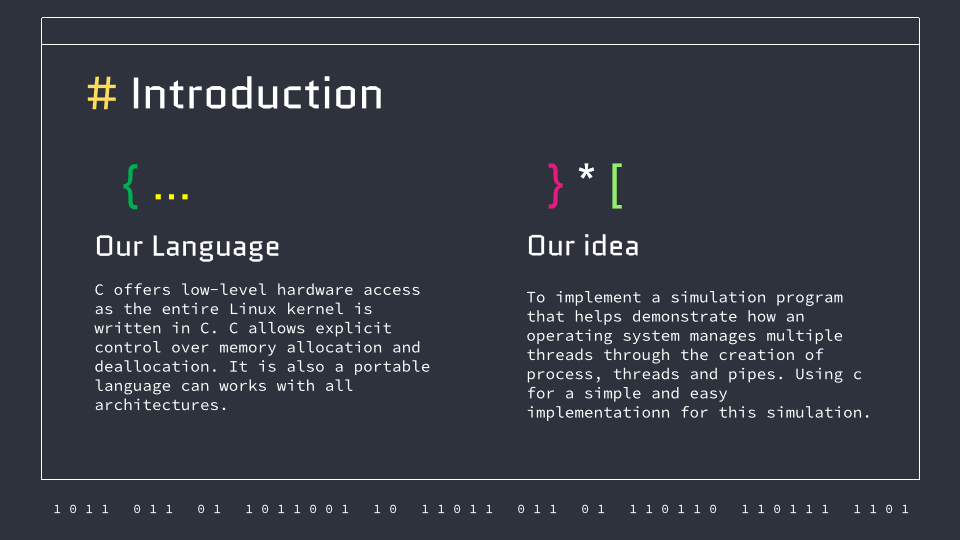 # Introduction
{ ...
Our Language
C offers low-level hardware access
as the entire Linux kernel is
written in C. C allows explicit
control over memory allocation and
deallocation. It is also a portable
language can works with all
architectures.
} * [
Our idea
To implement a simulation program
that helps demonstrate how an
operating system manages multiple
threads through the creation of
process, threads and pipes. Using c
for a simple and easy
implementationn for this simulation.
1011 011 01 1011001 10 11011 011 01 110110 110111 1101